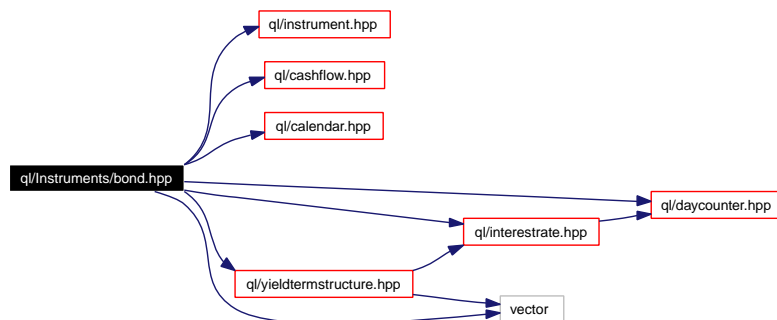 ql/instrument.hpp
ql/cashflow.hpp
ql/calendar.hpp
ql/Instruments/bond.hpp
ql/daycounter.hpp
ql/interestrate.hpp
ql/yieldtermstructure.hpp
vector